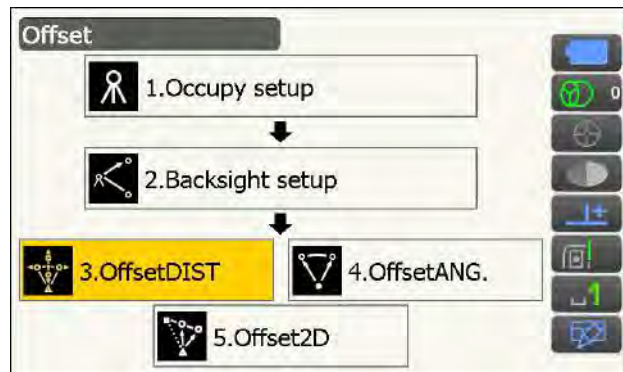 Offset
1.Occupy setup
0
2.Backsight setup
3.OffsetDIST
4.OffsetANG.
1
5.Offset2D